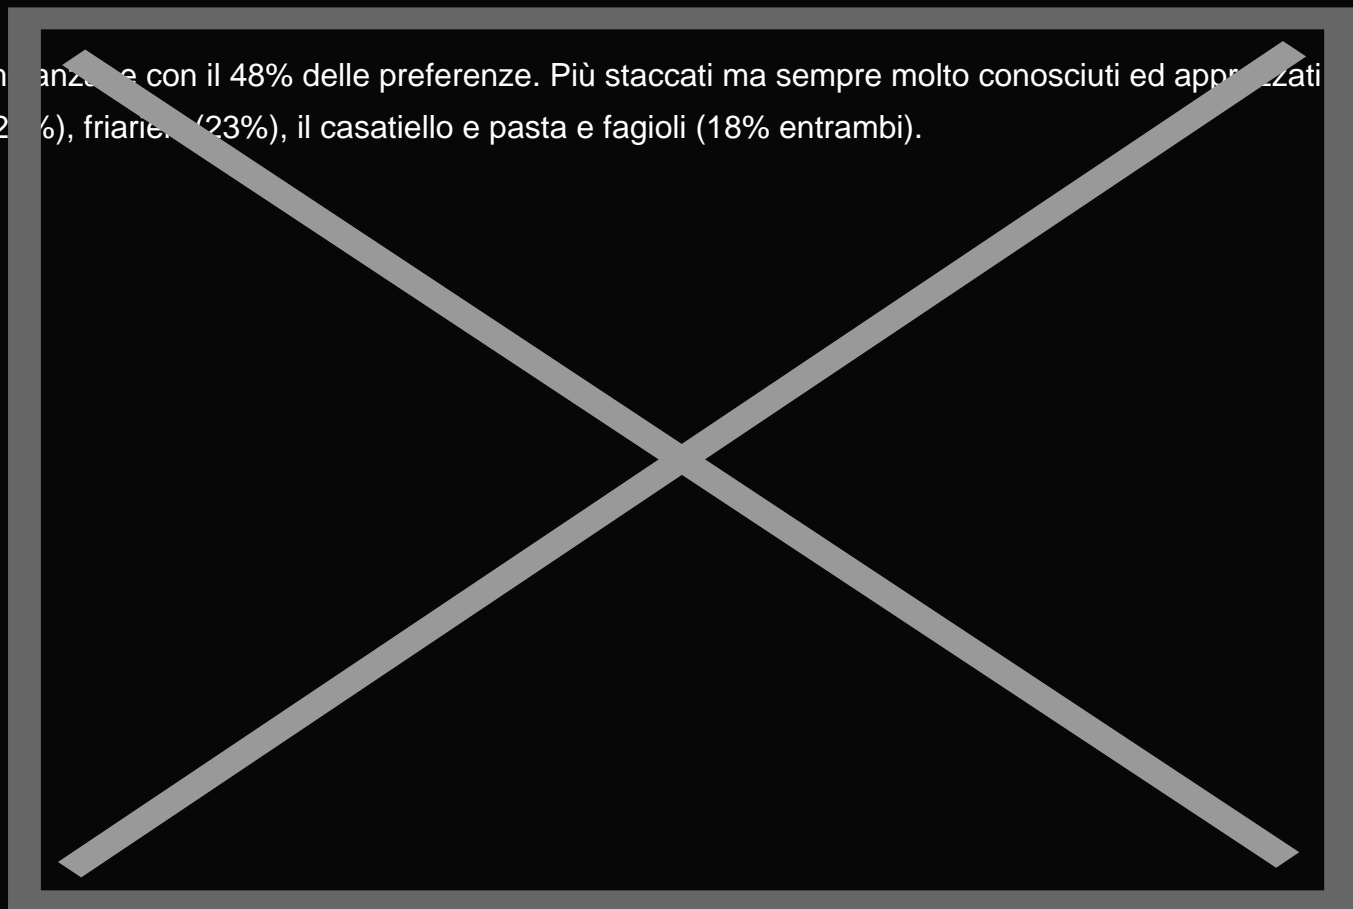 con il 48% delle preferenze. Più staccati ma sempre molto conosciuti ed
(23%), il casatiello e pasta e fagioli (18% entrambi).